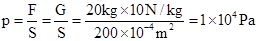 p = F/S = G/S = 20kg×10N/kg / 200×10⁻⁴m² = 1×10⁴Pa